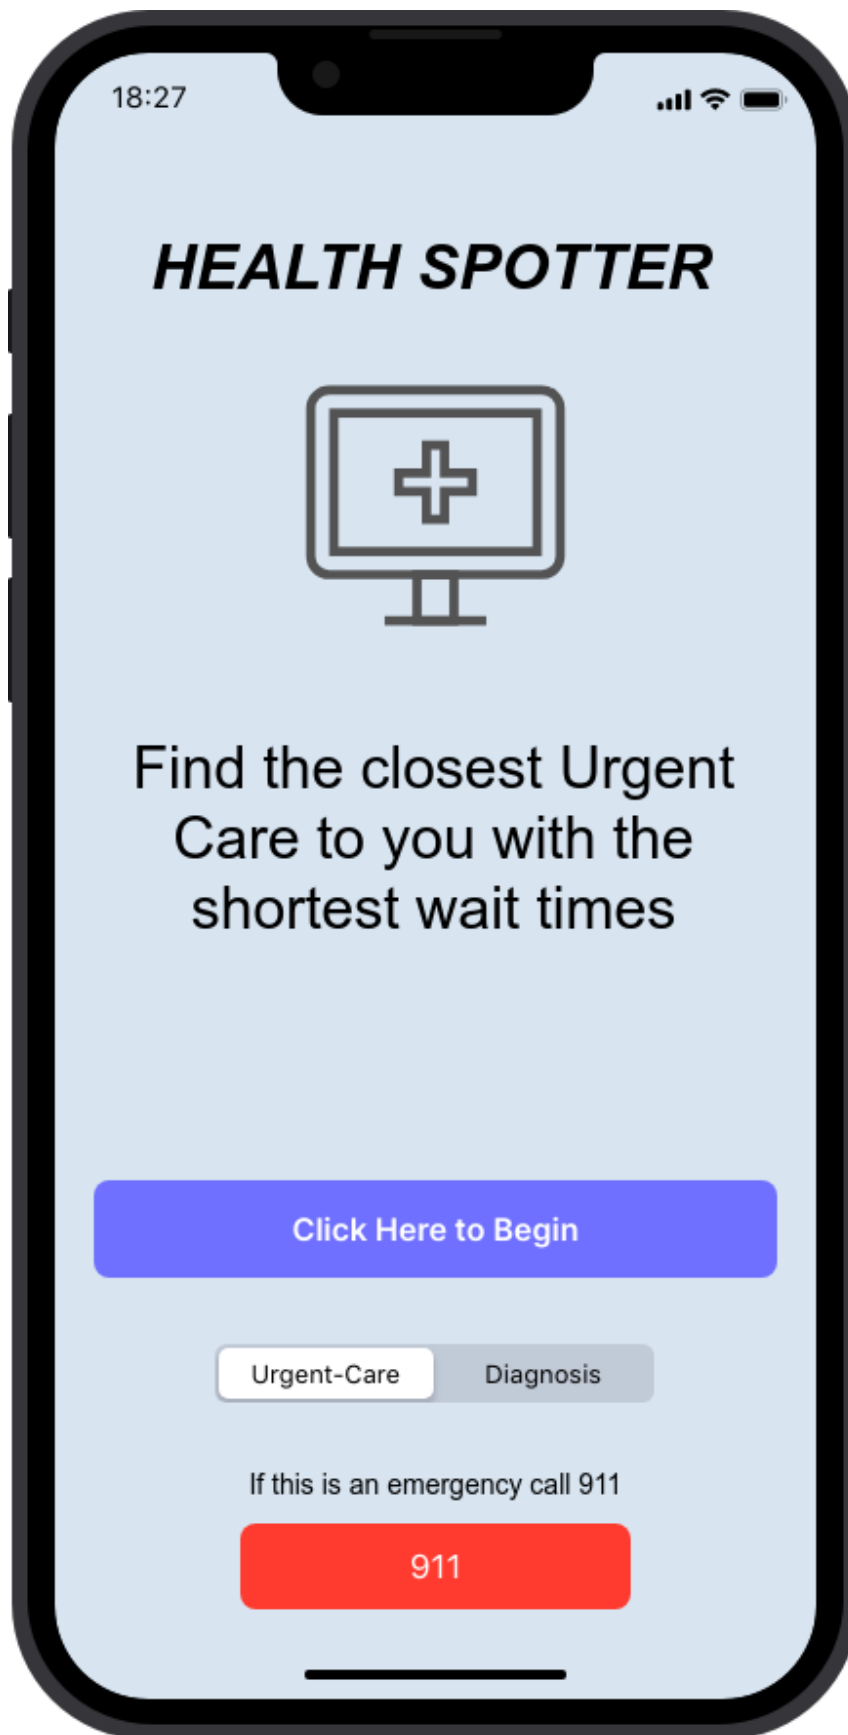 18:27
HEALTH SPOTTER
Find the closest Urgent
Care to you with the
shortest wait times
Click Here to Begin
Urgent-Care Diagnosis
If this is an emergency call 911
911